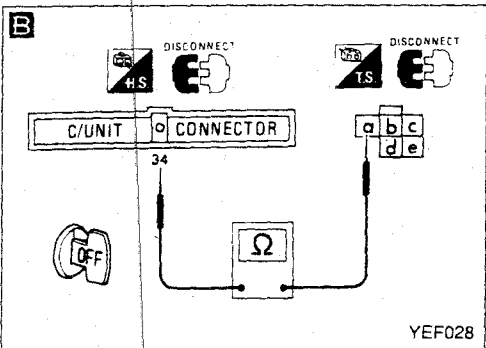 B
DISCONNECT
H.S.
DISCONNECT
T.S.
C/UNIT O CONNECTOR
34
a b c
d e
OFF
Ω
YEF028